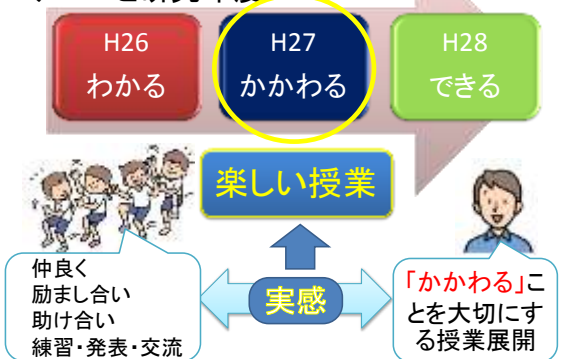 H26
わかる
H27
かかわる
H28
できる
楽しい授業
仲良く
励まし合い
助け合い
練習・発表・交流
実感
「かかわる」こ
とを大切にす
る授業展開